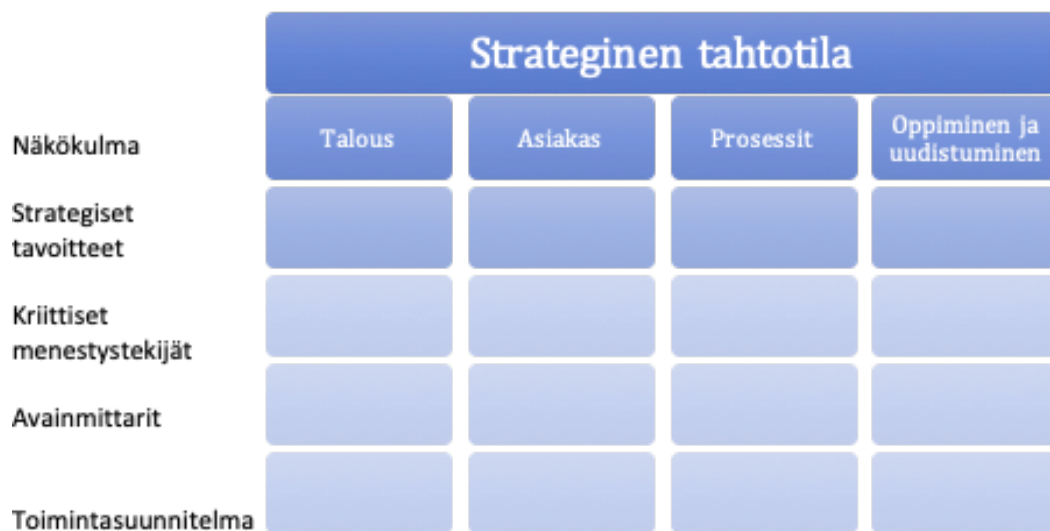 Strateginen tahtotila
Näkökulma
Talous
Asiakas
Prosessit
Oppiminen ja
uudistuminen
Strategiset
tavoitteet
Kriittiset
menestystekijät
Avainmittarit
Toimintasuunnitelma